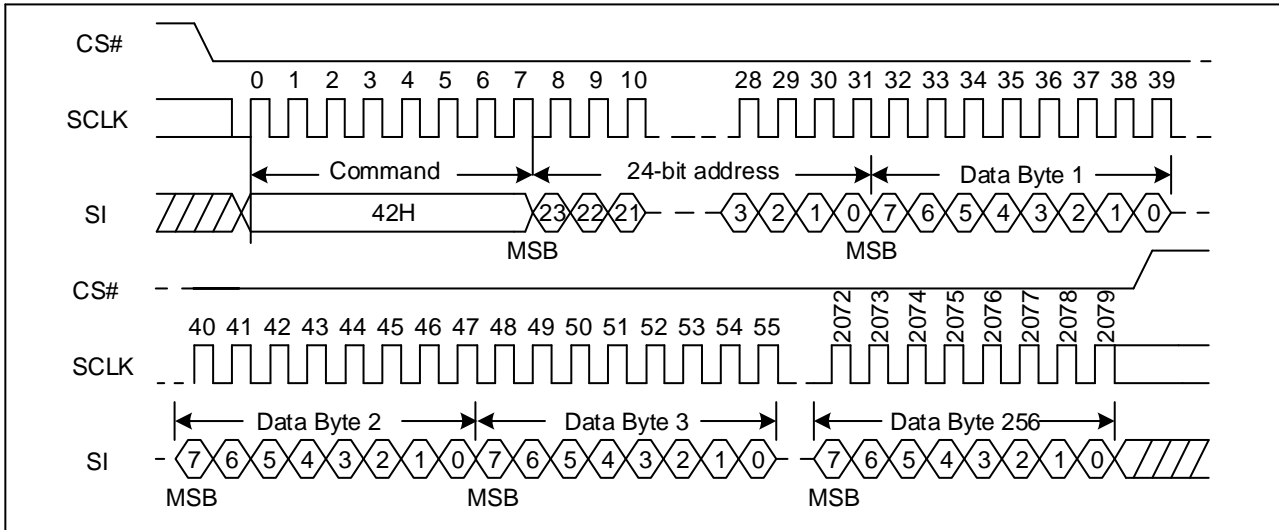 CS#
0 1 2 3 4 5 6 7 8 9 10 28 29 30 31 32 33 34 35 36 37 38 39
SCLK
Command 24-bit address Data Byte 1
SI 42H 23 22 21 3 2 1 0 7 6 5 4 3 2 1 0
MSB MSB
CS#
40 41 42 43 44 45 46 47 48 49 50 51 52 53 54 55 2072 2073 2074 2075 2076 2077 2078 2079
SCLK
Data Byte 2 Data Byte 3 Data Byte 256
SI 7 6 5 4 3 2 1 0 7 6 5 4 3 2 1 0 7 6 5 4 3 2 1 0
MSB MSB MSB